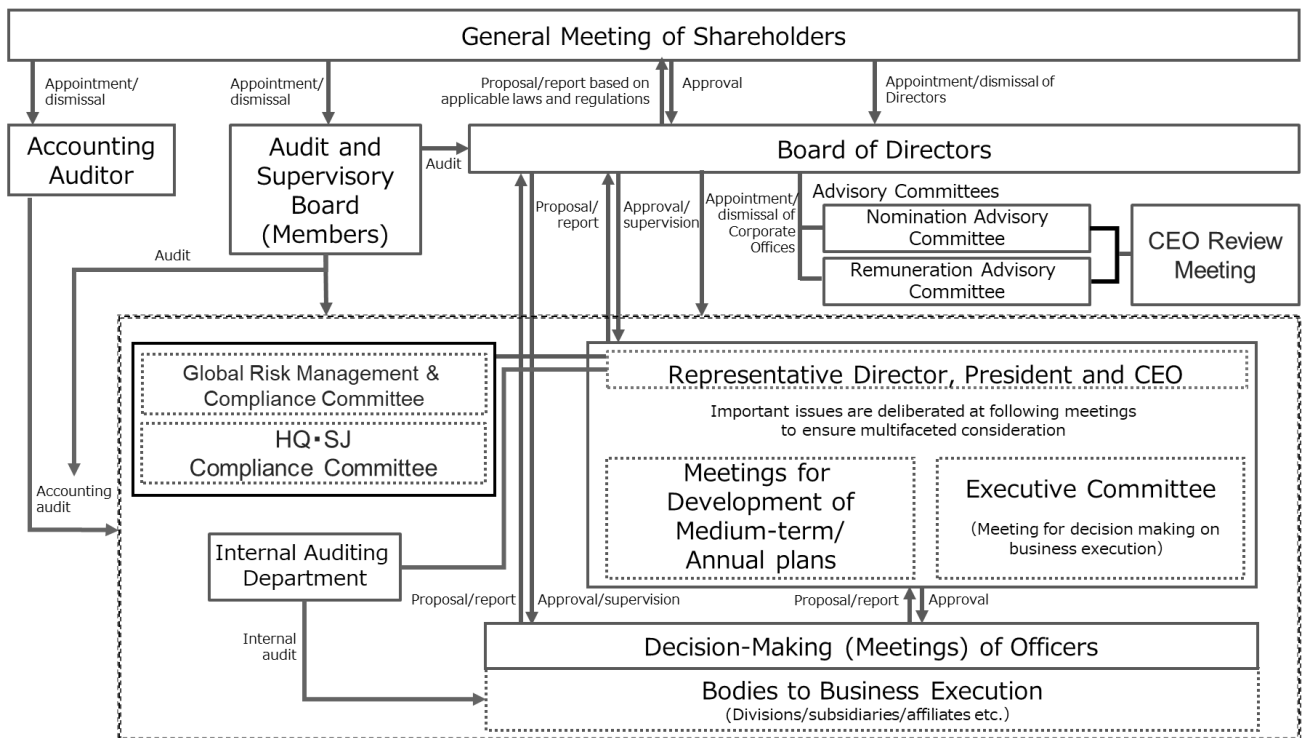 General Meeting of Shareholders
Appointment/
dismissal
Appointment/
dismissal
Proposal/report based on
applicable laws and regulations
Approval
Appointment/dismissal of
Directors
Accounting
Auditor
Audit and
Supervisory
Board
(Members)
Audit
Board of Directors
Proposal/
report
Approval/
supervision
Appointment/
dismissal of
Corporate
Offices
Advisory Committees
Nomination Advisory
Committee
Remuneration Advisory
Committee
CEO Review
Meeting
Audit
Global Risk Management &
Compliance Committee
HQ・SJ
Compliance Committee
Representative Director, President and CEO
Important issues are deliberated at following meetings
to ensure multifaceted consideration
Meetings for
Development of
Medium-term/
Annual plans
Executive Committee
(Meeting for decision making on
business execution)
Accounting
audit
Internal Auditing
Department
Proposal/report
Approval/supervision
Proposal/report
Approval
Internal
audit
Decision-Making (Meetings) of Officers
Bodies to Business Execution
(Divisions/subsidiaries/affiliates etc.)